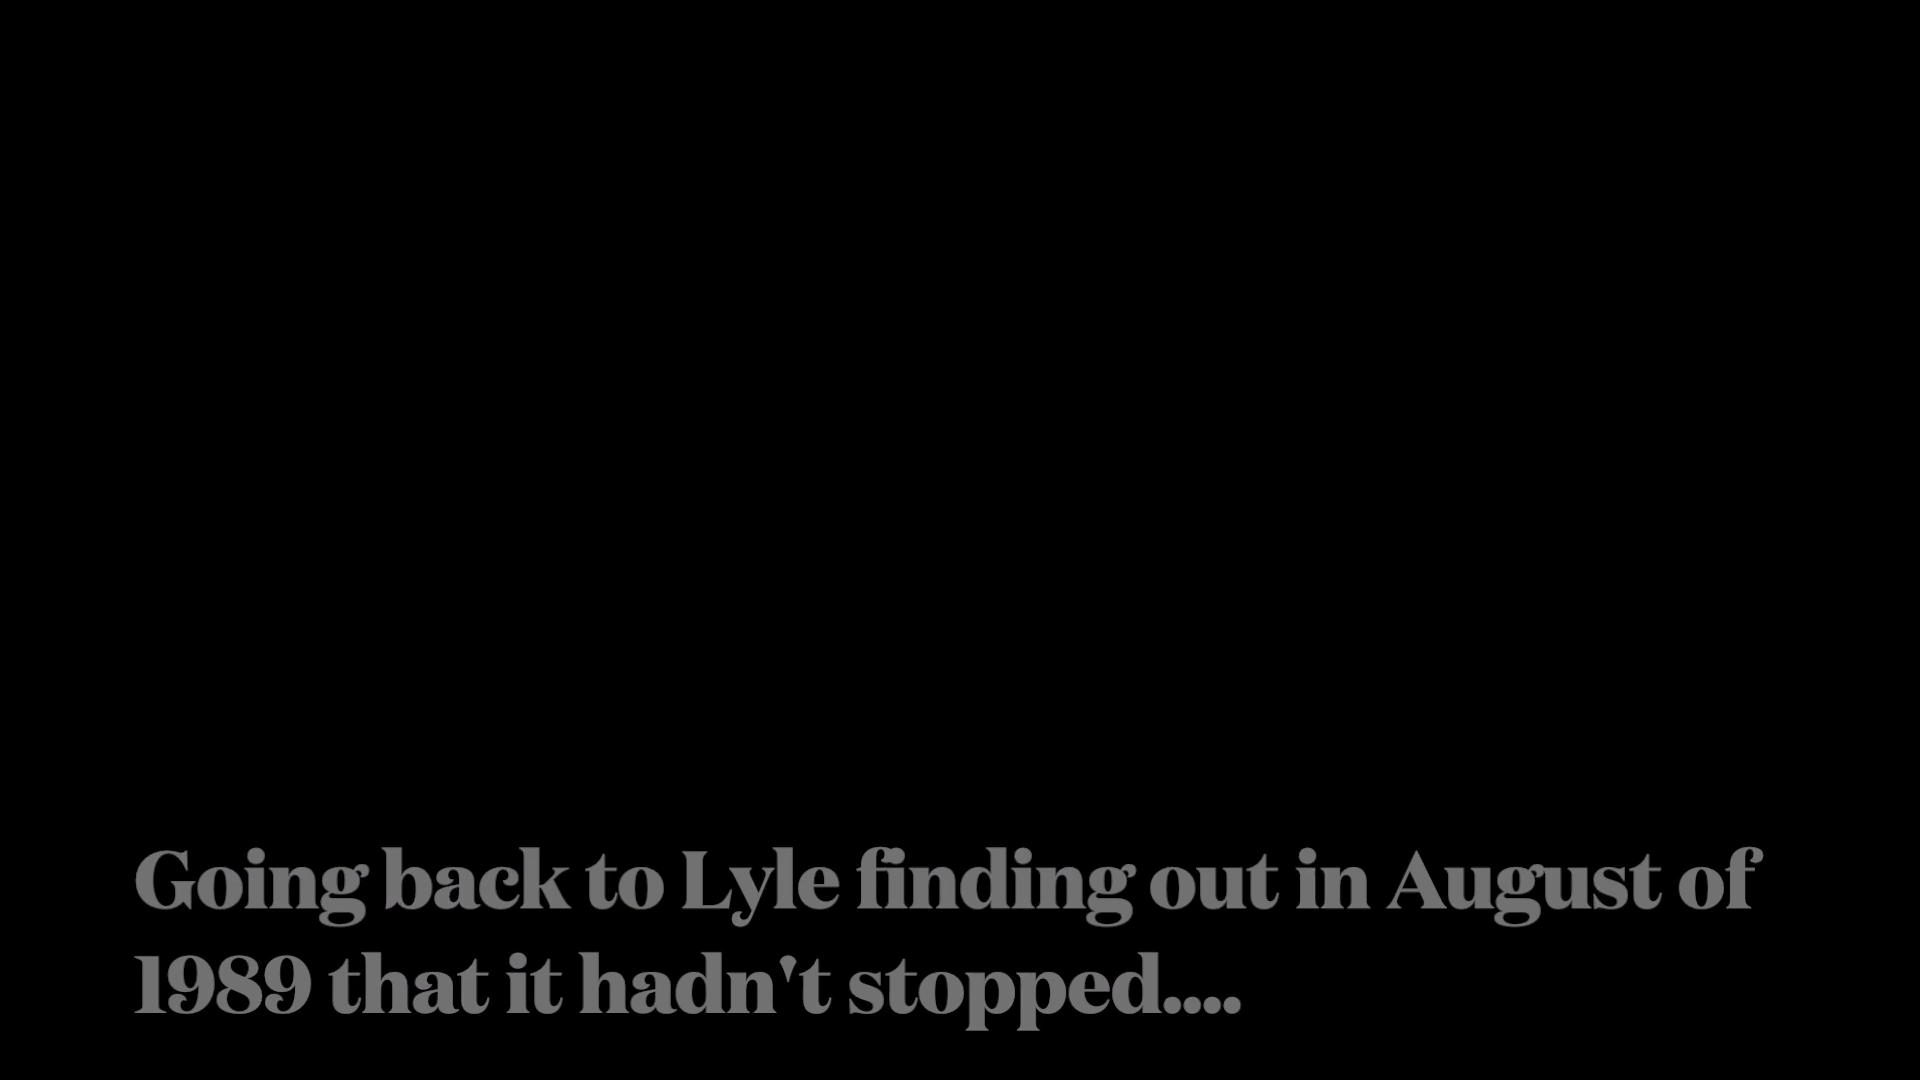 Going back to Lyle finding out in August of
1989 that it hadn't stopped....